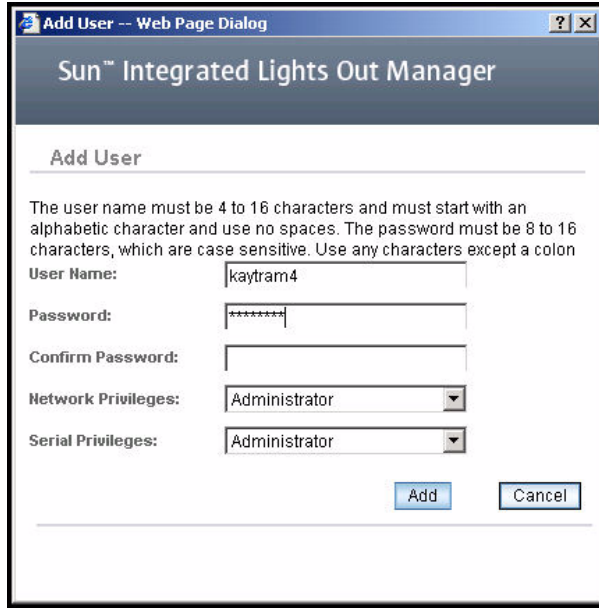 Add User -- Web Page Dialog
Sun™ Integrated Lights Out Manager
Add User
The user name must be 4 to 16 characters and must start with an
alphabetic character and use no spaces. The password must be 8 to 16
characters, which are case sensitive. Use any characters except a colon
User Name: kaytram4
Password: ********
Confirm Password:
Network Privileges: Administrator
Serial Privileges: Administrator
Add Cancel